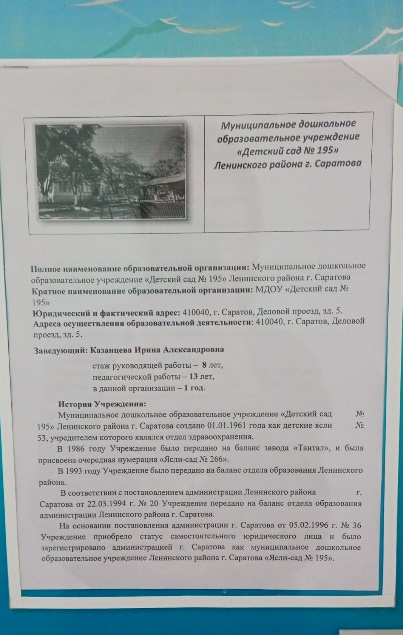 Муниципальное дошкольное
образовательное учреждение
«Детский сад № 195»
Ленинского района г. Саратова
Полное наименование образовательной организации: Муниципальное дошкольное
образовательное учреждение «Детский сад № 195» Ленинского района г. Саратова
Краткое наименование образовательной организации: МДОУ «Детский сад №
195»
Юридический и фактический адрес: 410040, г. Саратов, Деловой проезд, зд. 5.
Адреса осуществления образовательной деятельности: 410040, г. Саратов, Деловой
проезд, зд. 5.
Заведующий: Казанцева Ирина Александровна
стаж руководящей работы – 8 лет,
педагогической работы – 13 лет,
в данной организации – 1 год.
История Учреждения:
Муниципальное дошкольное образовательное учреждение «Детский сад №
195» Ленинского района г. Саратова создано 01.01.1961 года как детские ясли №
53, учредителем которого являлся отдел здравоохранения.
В 1986 году Учреждение было передано на баланс завода «Тантал», и была
присвоена очередная нумерация «Ясли-сад № 266».
В 1993 году Учреждение было передано на баланс отдела образования Ленинского
района.
В соответствии с постановлением администрации Ленинского района г.
Саратова от 22.03.1994 г. № 20 Учреждение передано на баланс отдела образования
администрации Ленинского района г. Саратова.
На основании постановления администрации г. Саратова от 05.02.1996 г. № 36
Учреждение приобрело статус самостоятельного юридического лица и было
зарегистрировано администрацией г. Саратова как муниципальное дошкольное
образовательное учреждение Ленинского района г. Саратова «Ясли-сад № 195».